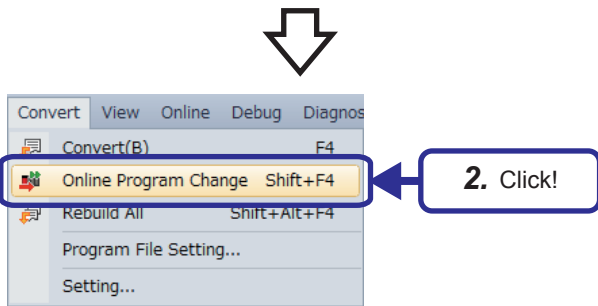 Convert View Online Debug Diagnos
Convert(B) F4
Online Program Change Shift+F4
2. Click!
Rebuild All Shift+Alt+F4
Program File Setting...
Setting...